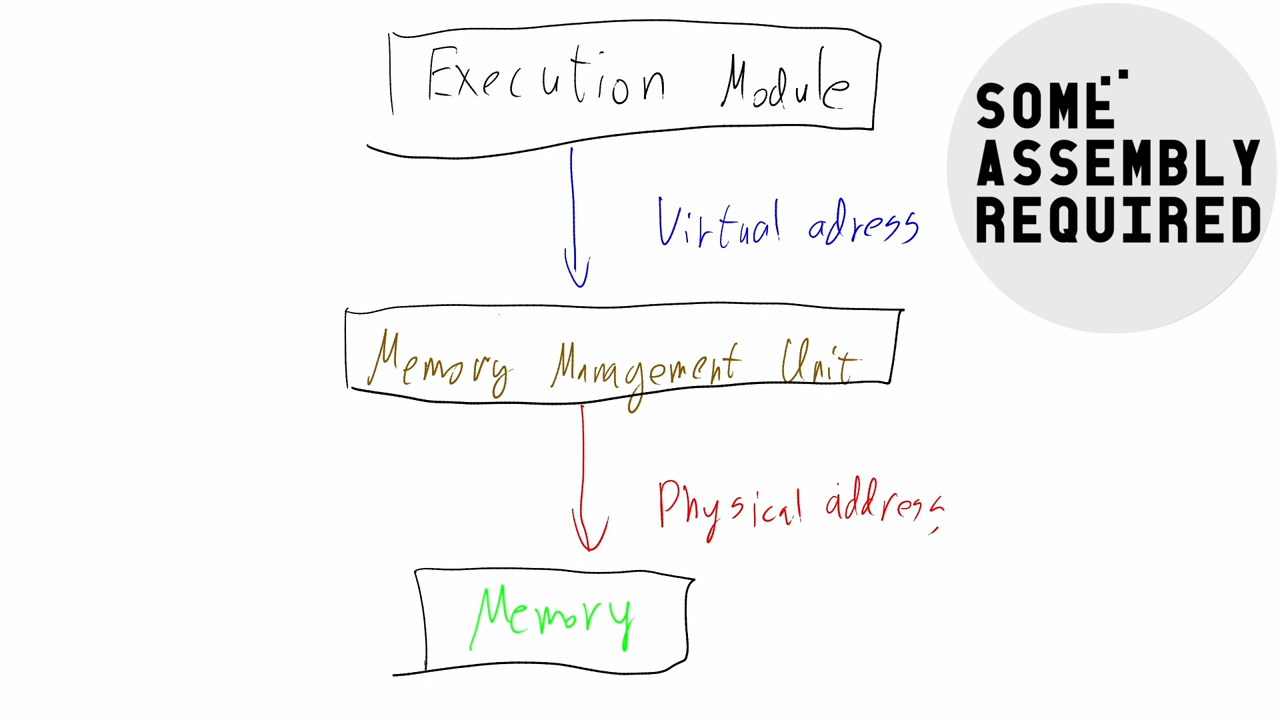 Execution Module
SOME
ASSEMBLY
REQUIRED
Virtual adress
Memory Management Unit
Physical address
Memory